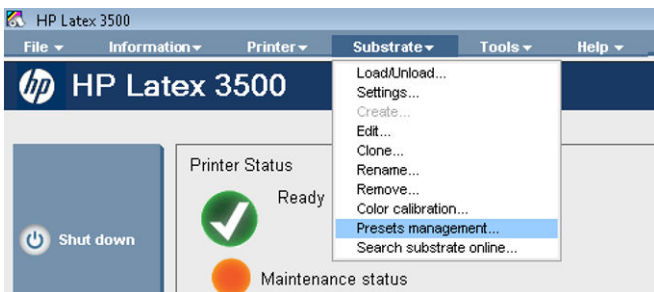 HP Latex 3500
File Information Printer Substrate Tools Help
hp HP Latex 3500
Load/Unload...
Settings...
Create...
Edit...
Clone...
Rename...
Remove...
Color calibration...
Presets management...
Search substrate online...
Printer Status
Ready
Shut down
Maintenance status